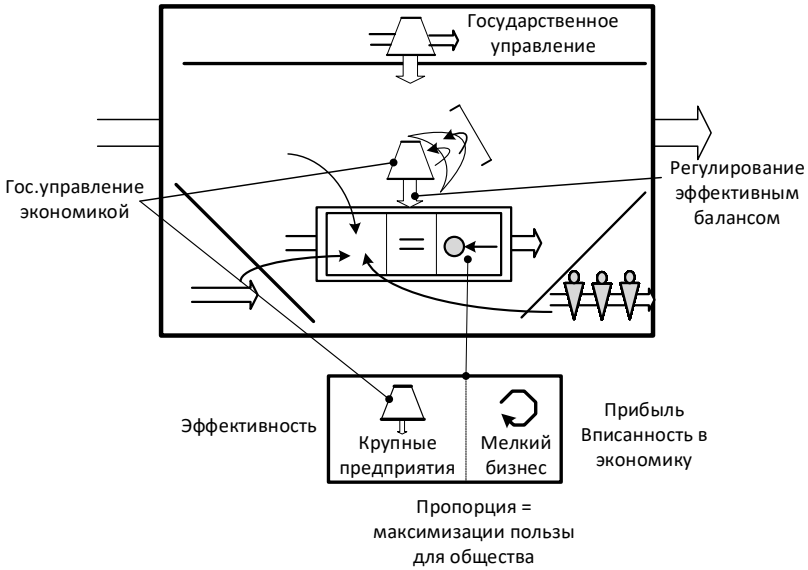 Государственное
управление
Гос.управление
экономикой
Регулирование
эффективным
балансом
=
Эффективность
Крупные
предприятия
Мелкий
бизнес
Прибыль
Вписанность в
экономику
Пропорция =
максимизации пользы
для общества